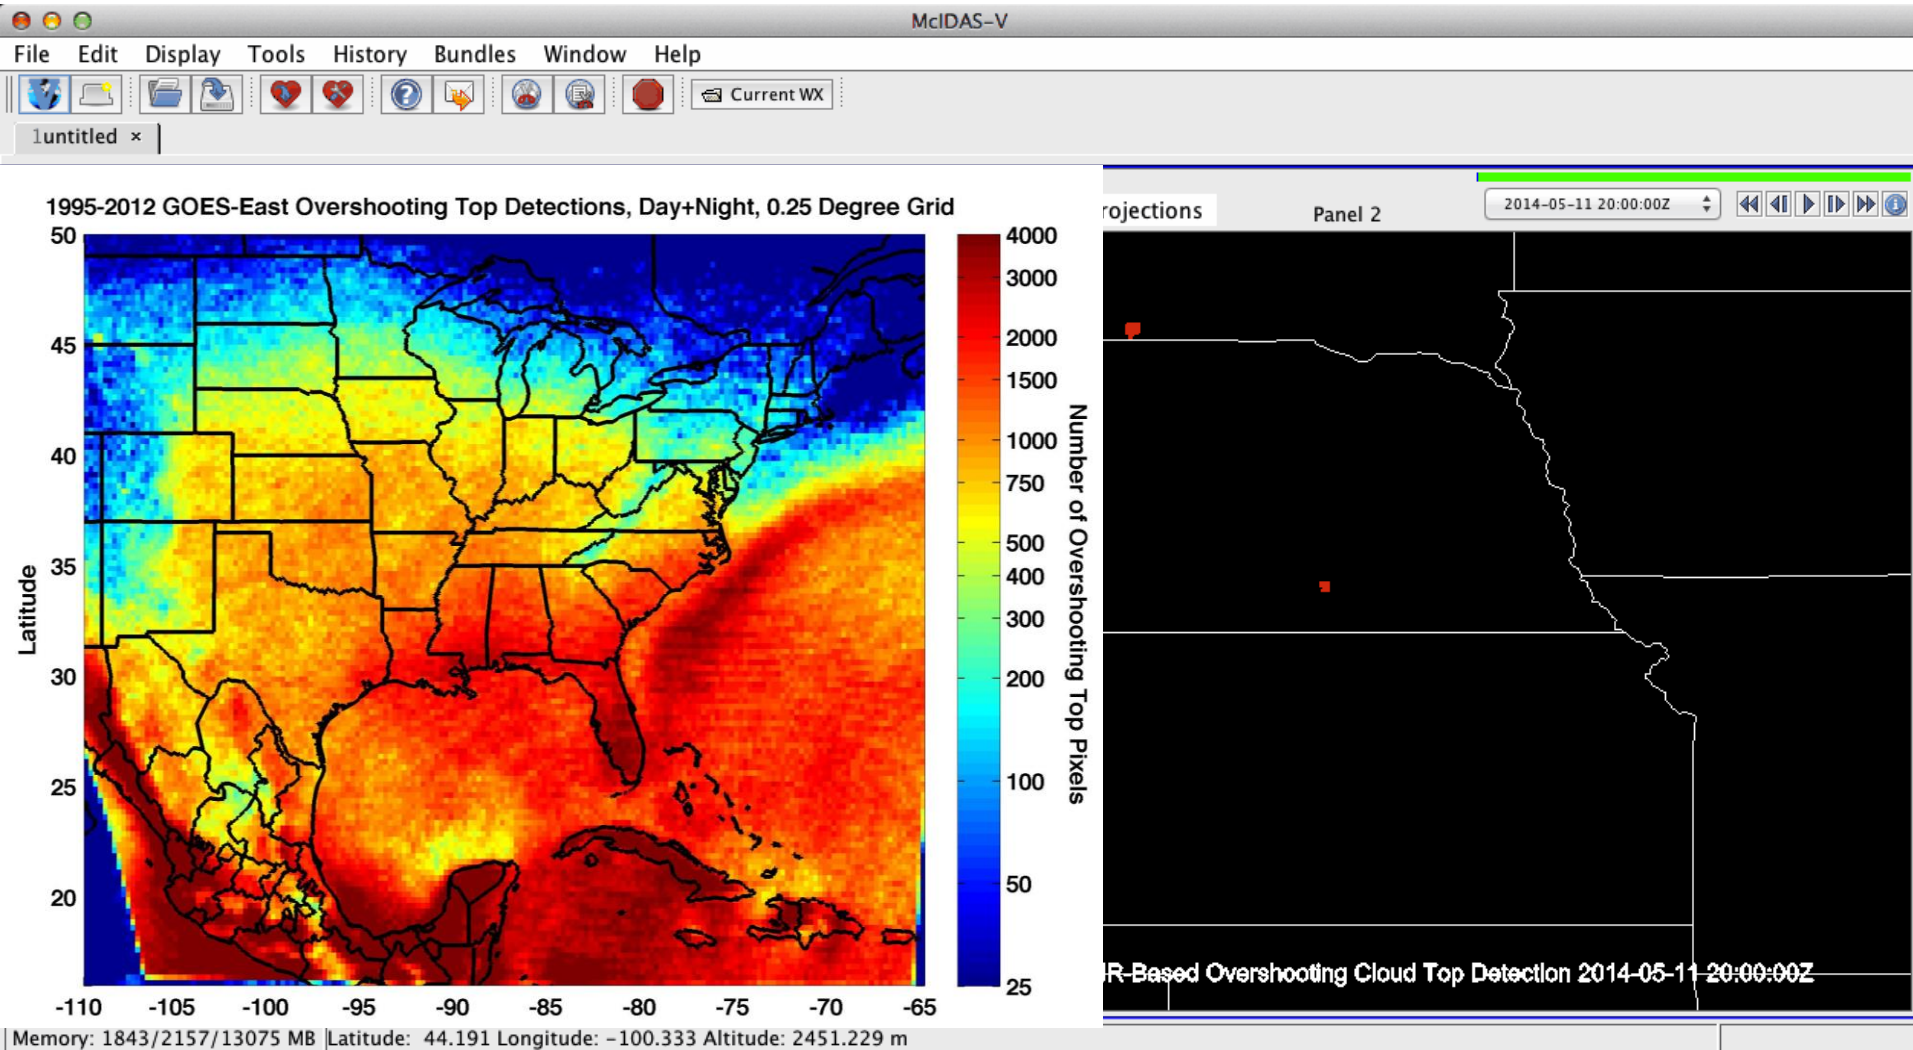 McIDAS-V
File Edit Display Tools History Bundles Window Help
Current WX
1untitled ×
1995-2012 GOES-East Overshooting Top Detections, Day+Night, 0.25 Degree Grid
rojections
Panel 2
2014-05-11 20:00:00Z
50
45
40
35
30
25
20
Latitude
-110 -105 -100 -95 -90 -85 -80 -75 -70 -65
4000
3000
2000
1500
1000
750
500
400
300
200
100
50
25
Number of Overshooting Top Pixels
IR-Based Overshooting Cloud Top Detection 2014-05-11 20:00:00Z
Memory: 1843/2157/13075 MB Latitude: 44.191 Longitude: -100.333 Altitude: 2451.229 m